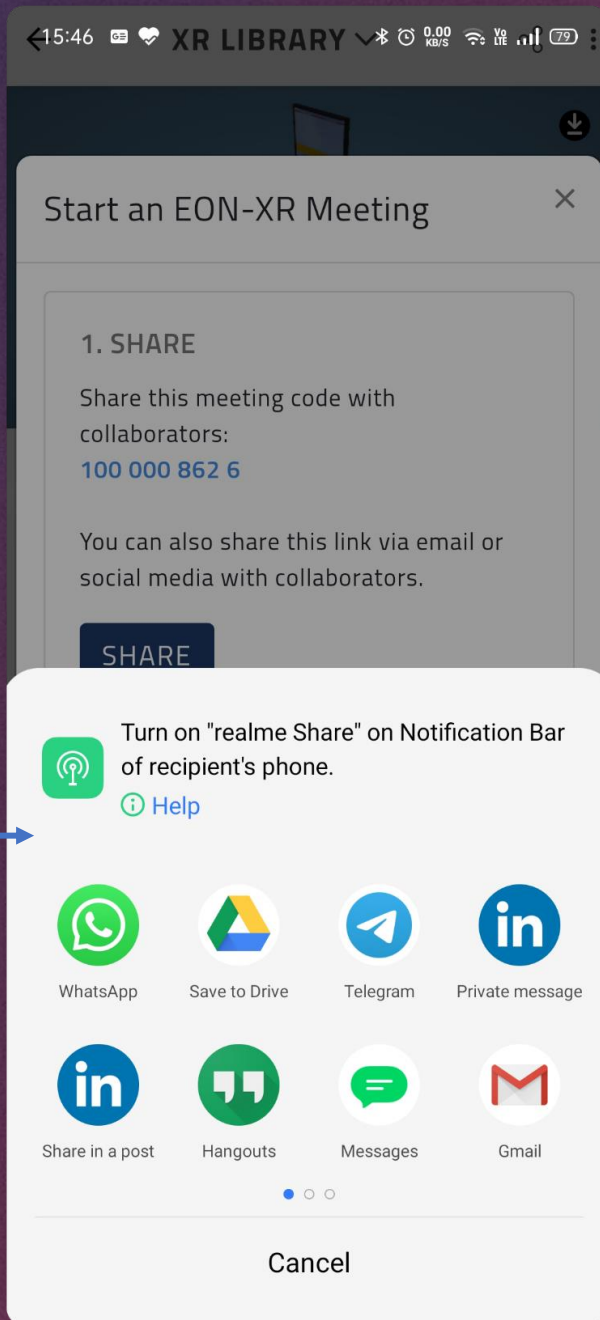 15:46 GE XR LIBRARY 0.00 KB/S Vo LTE 79
Start an EON-XR Meeting
1. SHARE
Share this meeting code with
collaborators:
100 000 862 6
You can also share this link via email or
social media with collaborators.
SHARE
Turn on "realme Share" on Notification Bar
of recipient's phone.
Help
WhatsApp Save to Drive Telegram Private message
Share in a post Hangouts Messages Gmail
Cancel